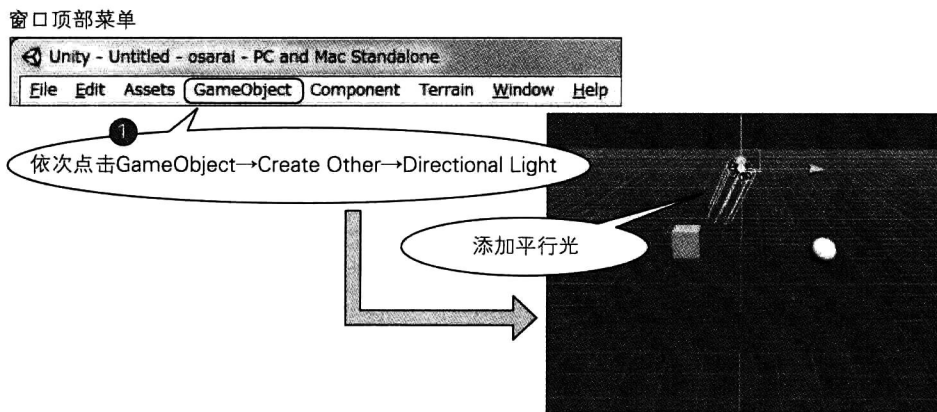 窗口顶部菜单
Unity - Untitled - osarai - PC and Mac Standalone
File Edit Assets GameObject Component Terrain Window Help
1
依次点击GameObject→Create Other→Directional Light
添加平行光